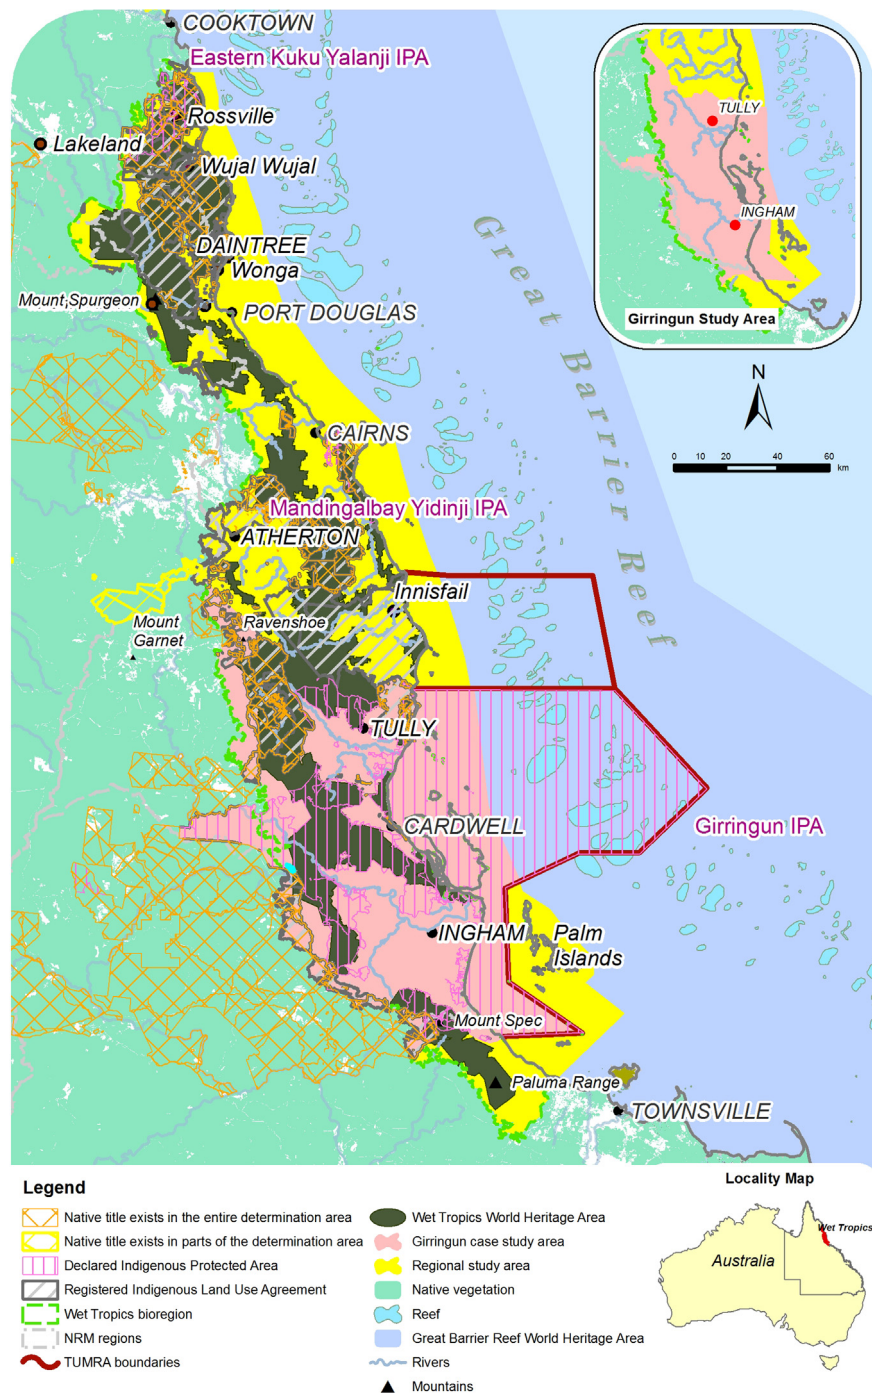 COOKTOWN
Eastern Kuku Yalanji IPA
Rossville
Lakeland
Wujal Wujal
DAINTREE
Wonga
Mount Spurgeon
PORT DOUGLAS
CAIRNS
Mandingalbay Yidinji IPA
ATHERTON
Innisfail
Mount
Garnet
Ravenshoe
TULLY
CARDWELL
Girringun IPA
INGHAM
Palm
Islands
Mount Spec
Paluma Range
TOWNSVILLE
Great Barrier Reef
TULLY
INGHAM
Girringun Study Area
N
0 10 20 40 60
km
Legend
Native title exists in the entire determination area
Native title exists in parts of the determination area
Declared Indigenous Protected Area
Registered Indigenous Land Use Agreement
Wet Tropics bioregion
NRM regions
TUMRA boundaries
Wet Tropics World Heritage Area
Girringun case study area
Regional study area
Native vegetation
Reef
Great Barrier Reef World Heritage Area
Rivers
Mountains
Locality Map
Wet Tropics
Australia